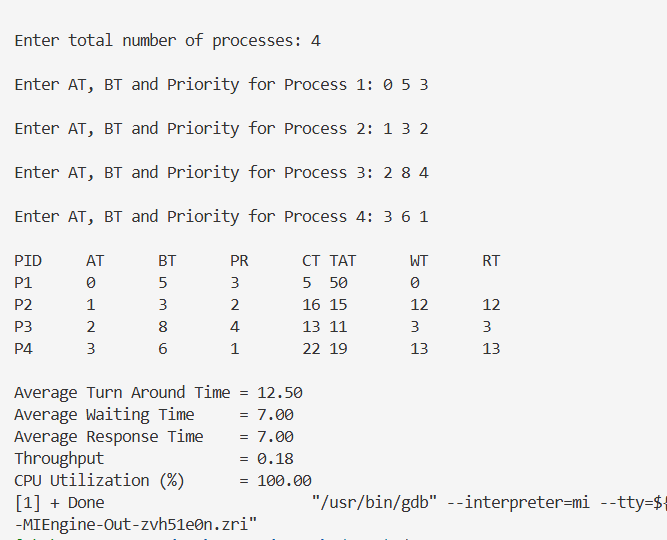 Enter total number of processes: 4
Enter AT, BT and Priority for Process 1: 0 5 3
Enter AT, BT and Priority for Process 2: 1 3 2
Enter AT, BT and Priority for Process 3: 2 8 4
Enter AT, BT and Priority for Process 4: 3 6 1
PID AT BT PR CT TAT WT RT
P1 0 5 3 5 50 0
P2 1 3 2 16 15 12 12
P3 2 8 4 13 11 3 3
P4 3 6 1 22 19 13 13
Average Turn Around Time = 12.50
Average Waiting Time = 7.00
Average Response Time = 7.00
Throughput = 0.18
CPU Utilization (%) = 100.00
[1] + Done "/usr/bin/gdb" --interpreter=mi --tty=${
-MIEngine-Out-zvh51e0n.zri"